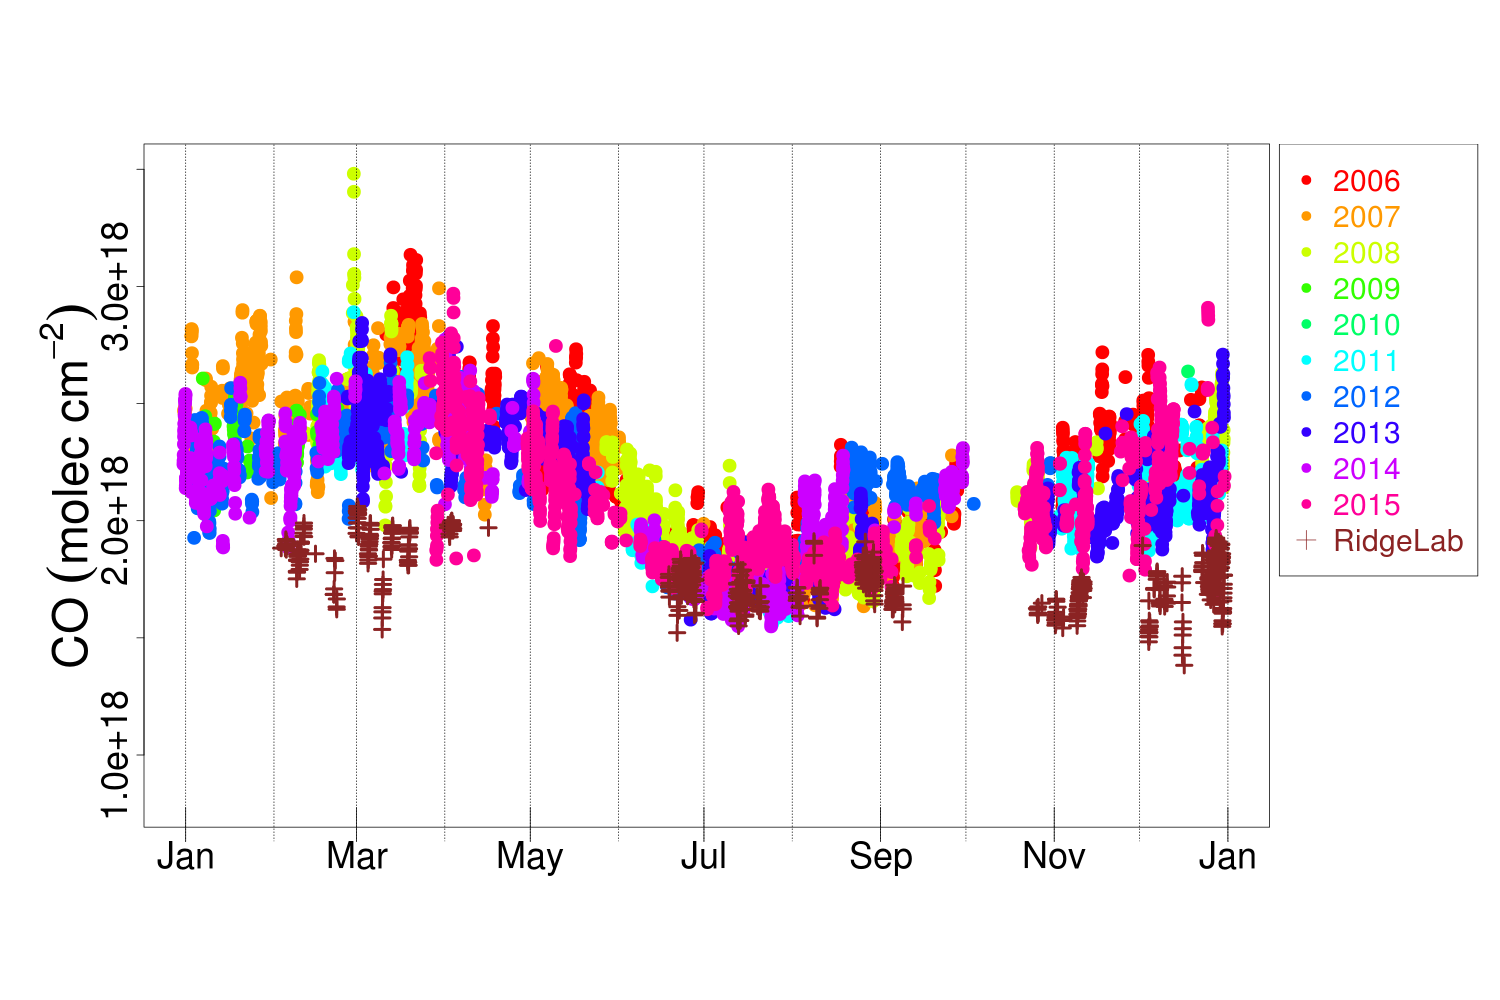 CO (molec cm−2)
3.0e+18
2.0e+18
1.0e+18
Jan Mar May Jul Sep Nov Jan
2006
2007
2008
2009
2010
2011
2012
2013
2014
2015
RidgeLab